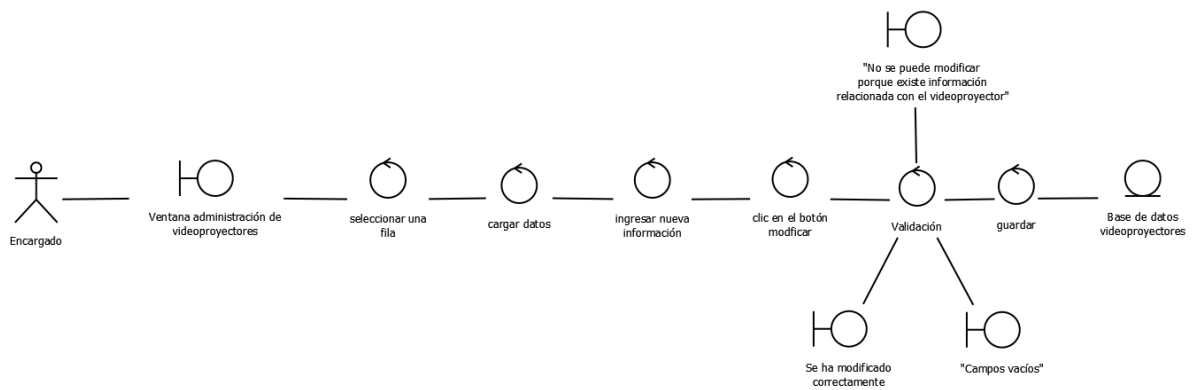 "No se puede modificar
porque existe información
relacionada con el videoproyector"
Encargado
Ventana administración de
videoproyectores
seleccionar una
fila
cargar datos
ingresar nueva
información
clic en el botón
modficar
Validación
guardar
Base de datos
videoproyectores
Se ha modificado
correctamente
"Campos vacíos"